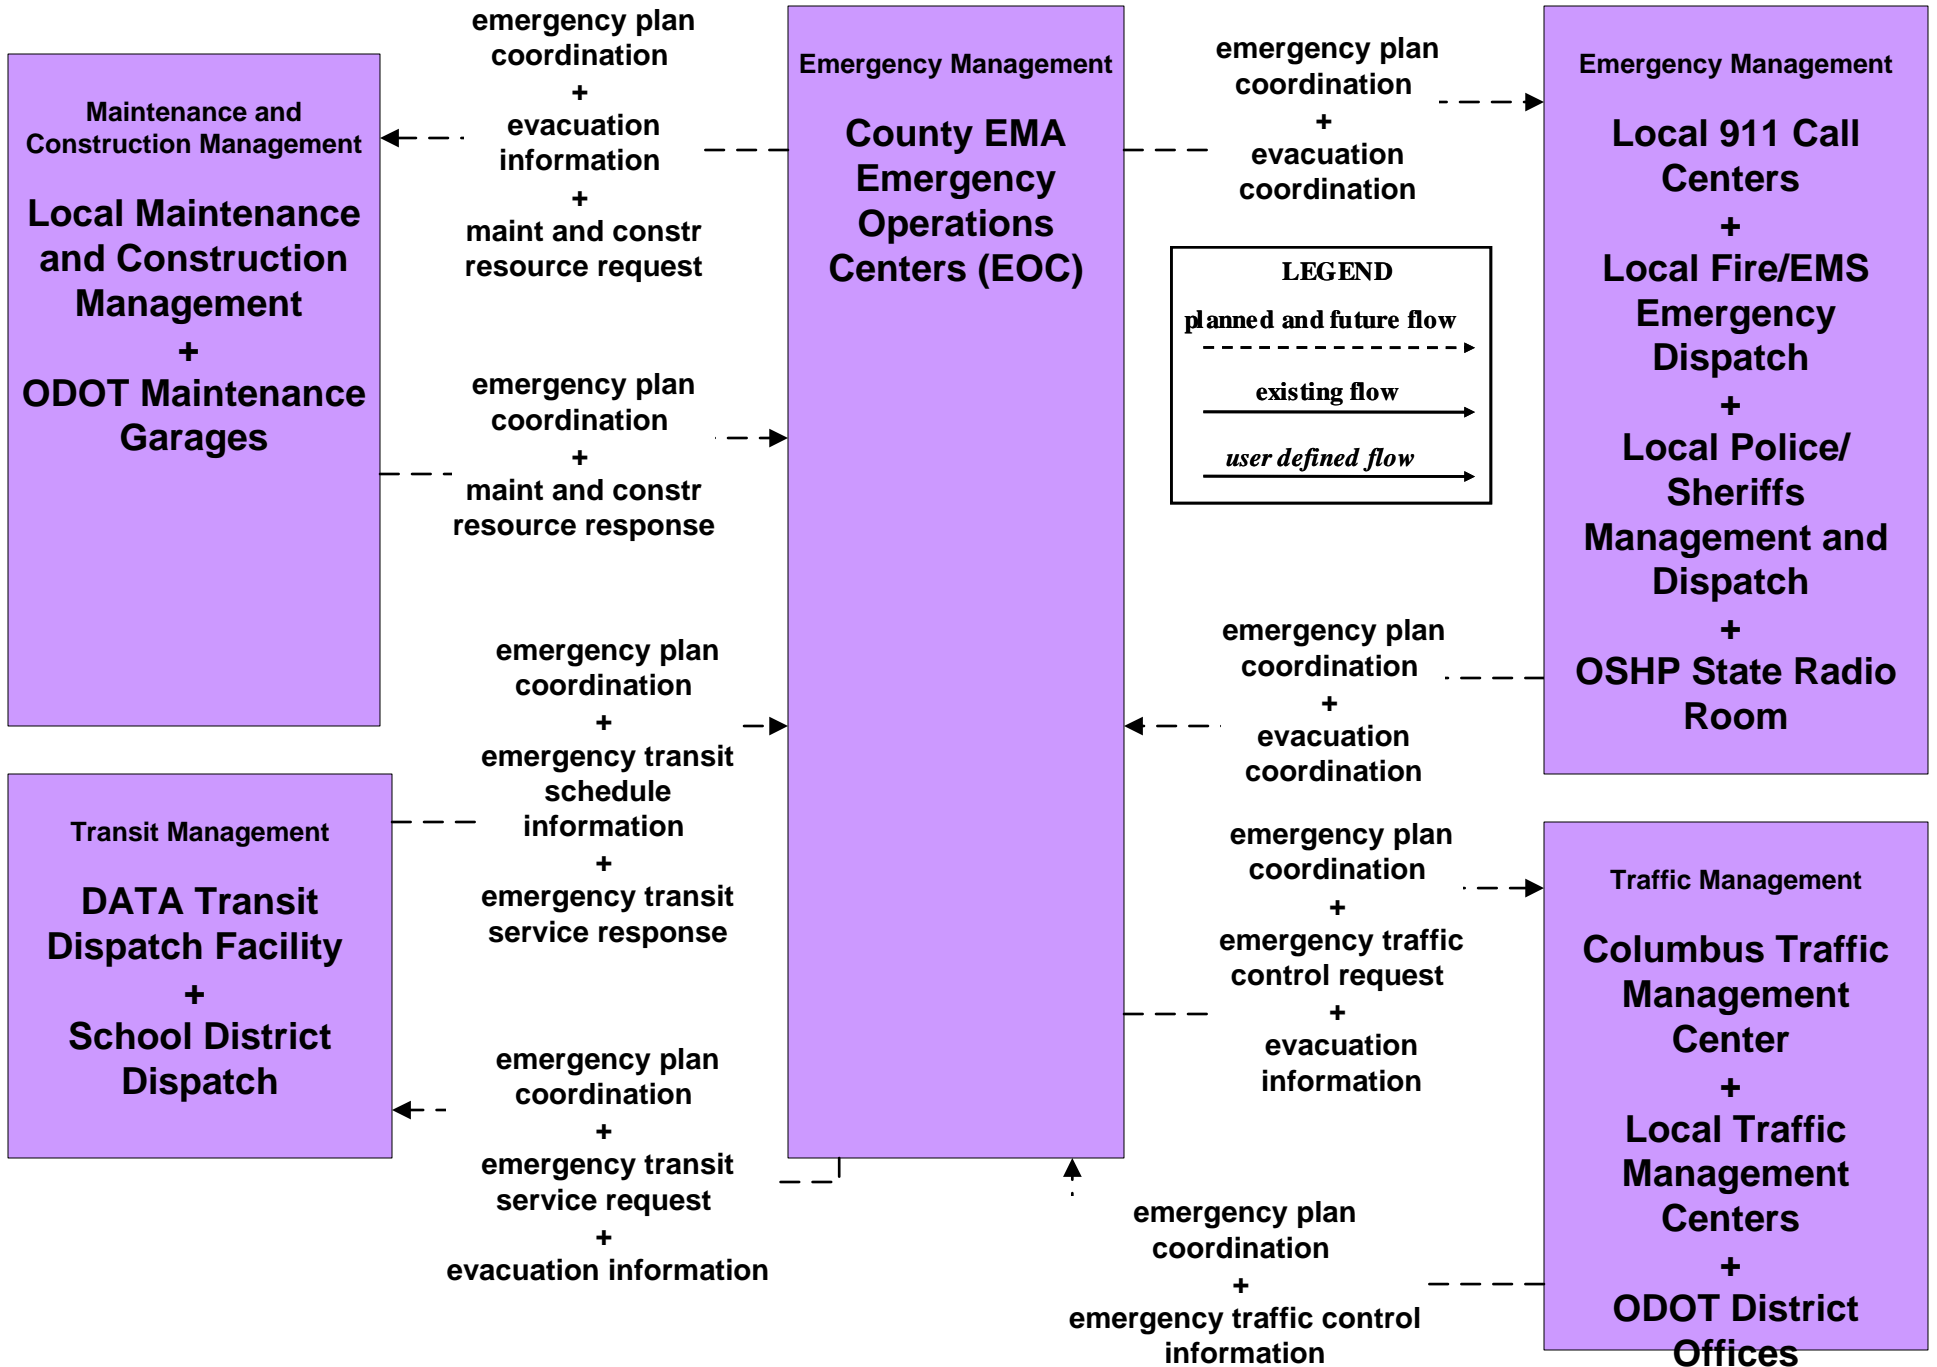 Maintenance and
Construction Management
Local Maintenance
and Construction
Management
+
ODOT Maintenance
Garages
emergency plan
coordination
+
evacuation
information
+
maint and constr
resource request
emergency plan
coordination
+
maint and constr
resource response
Emergency Management
County EMA
Emergency
Operations
Centers (EOC)
emergency plan
coordination
+
evacuation
coordination
LEGEND
planned and future flow
existing flow
user defined flow
Emergency Management
Local 911 Call
Centers
+
Local Fire/EMS
Emergency
Dispatch
+
Local Police/
Sheriffs
Management and
Dispatch
+
OSHP State Radio
Room
emergency plan
coordination
+
evacuation
coordination
Transit Management
DATA Transit
Dispatch Facility
+
School District
Dispatch
emergency plan
coordination
+
emergency transit
schedule
information
+
emergency transit
service response
emergency plan
coordination
+
emergency transit
service request
+
evacuation information
emergency plan
coordination
+
emergency traffic
control request
+
evacuation
information
emergency plan
coordination
+
emergency traffic control
information
Traffic Management
Columbus Traffic
Management
Center
+
Local Traffic
Management
Centers
+
ODOT District
Offices